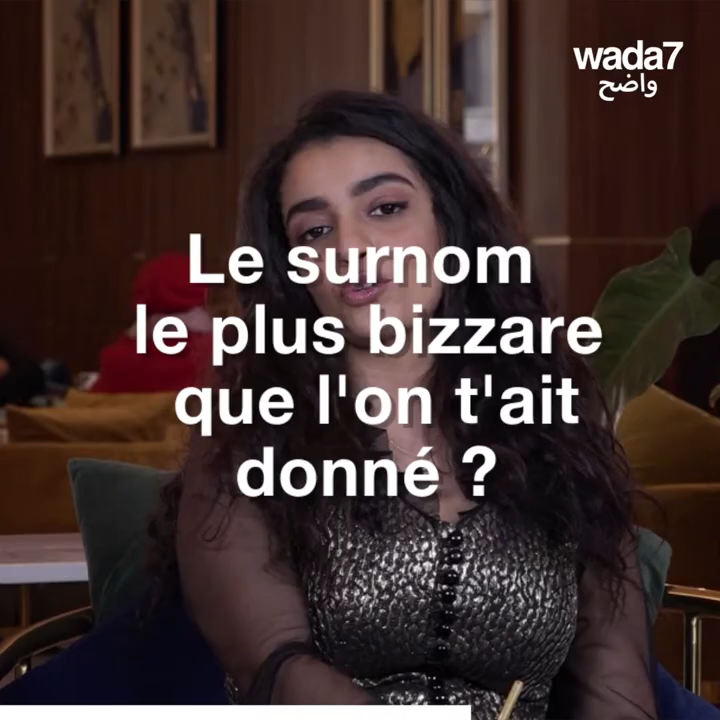 wada7
واضح
Le surnom
le plus bizzare
que l'on t'ait
donné ?